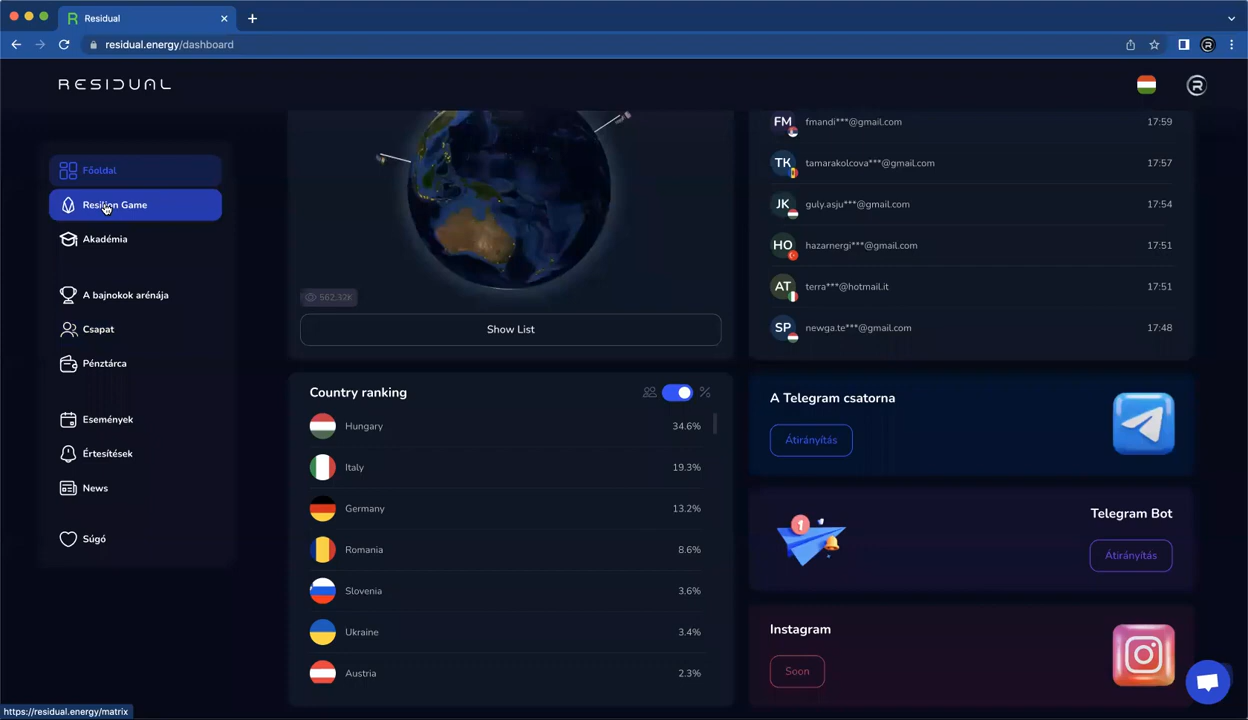 Residual
residual.energy/dashboard
RESIDUAL
Főoldal
Resilion Game
Akadémia
A bajnokok arénája
Csapat
Pénztárca
Események
Értesítések
News
Súgó
562.32K
Show List
FM fmandi***@gmail.com 17:59
TK tamarakolcova***@gmail.com 17:57
JK guly.asju***@gmail.com 17:54
HO hazarnergi***@gmail.com 17:51
AT terra***@hotmail.it 17:51
SP newga.te***@gmail.com 17:48
Country ranking %
Hungary 34.6%
Italy 19.3%
Germany 13.2%
Romania 8.6%
Slovenia 3.6%
Ukraine 3.4%
Austria 2.3%
A Telegram csatorna
Átirányítás
1
Telegram Bot
Átirányítás
Instagram
Soon
https://residual.energy/matrix